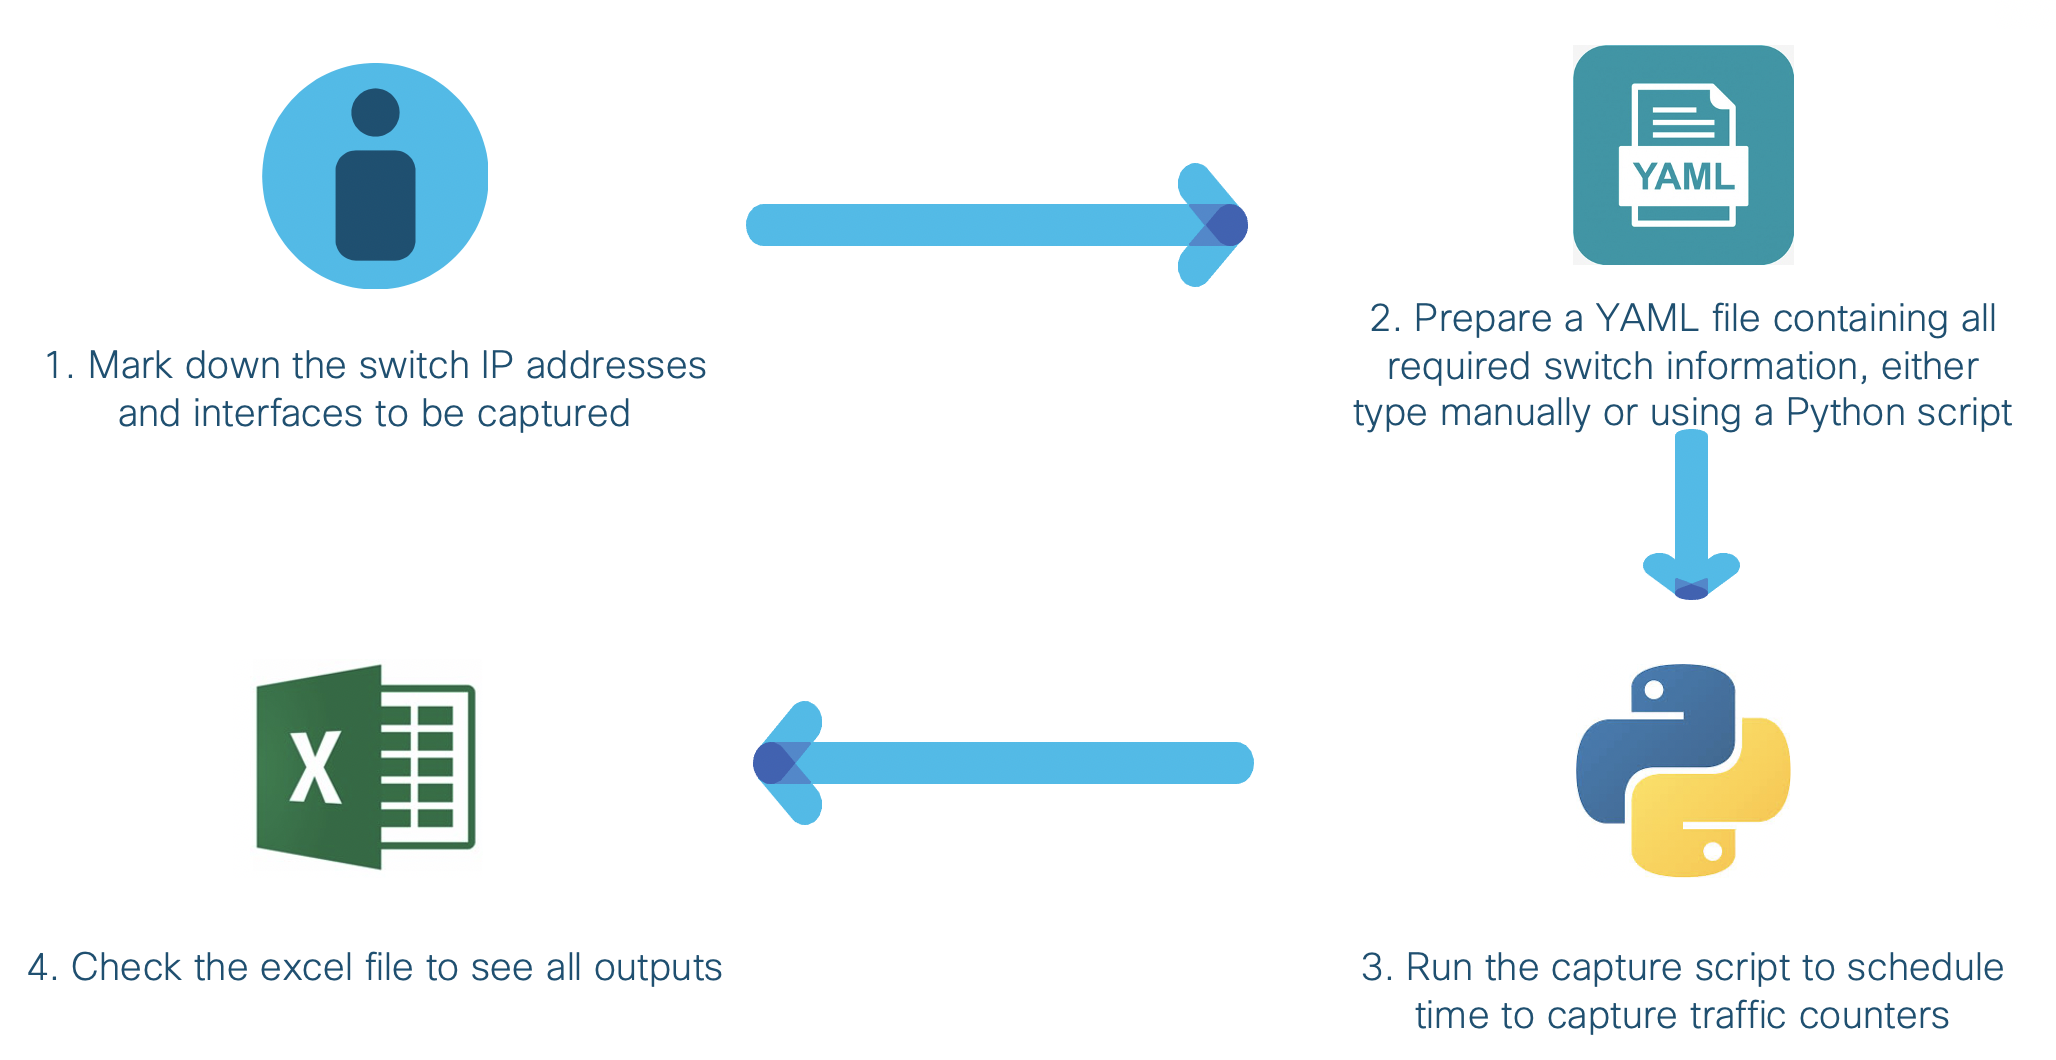 YAML
1. Mark down the switch IP addresses
and interfaces to be captured
2. Prepare a YAML file containing all
required switch information, either
type manually or using a Python script
X
4. Check the excel file to see all outputs
3. Run the capture script to schedule
time to capture traffic counters